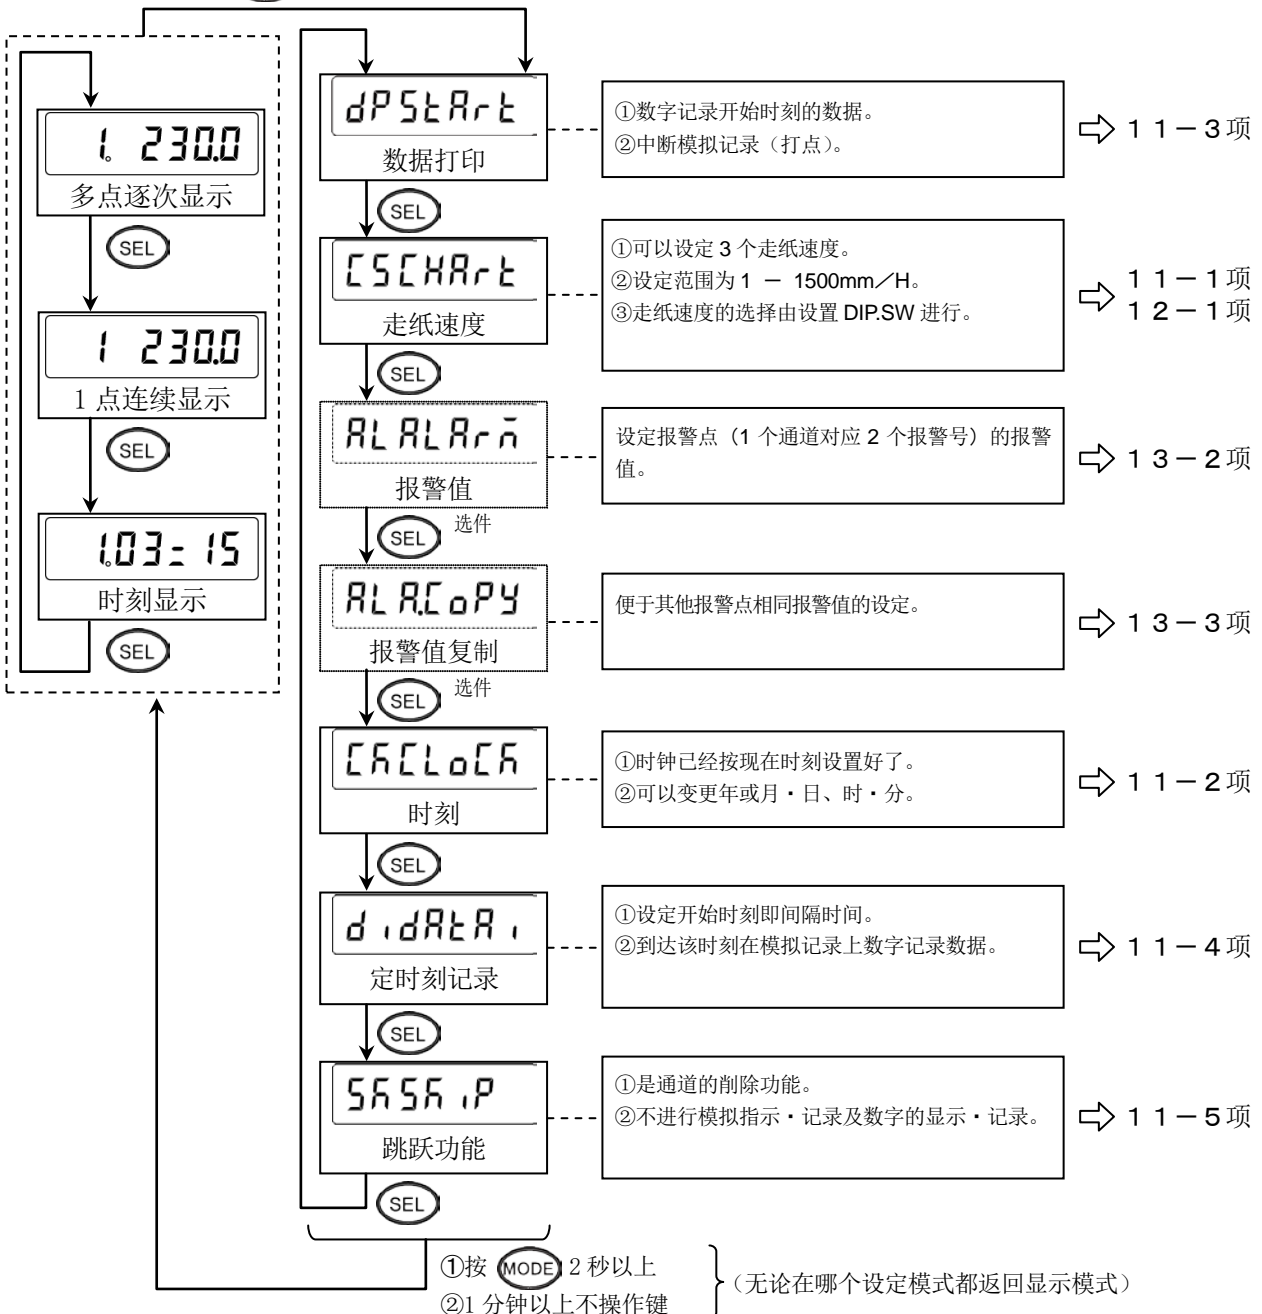 1. 230.0
多点逐次显示
SEL
1 230.0
1 点连续显示
SEL
1.03=15
时刻显示
SEL
dPStARt
数据打印
①数字记录开始时刻的数据。
②中断模拟记录（打点）。
１１－３项
SEL
CSCHARt
走纸速度
①可以设定 3 个走纸速度。
②设定范围为 1 － 1500mm／H。
③走纸速度的选择由设置 DIP.SW 进行。
１１－１项
１２－１项
SEL
ALALArm
报警值
设定报警点（1 个通道对应 2 个报警号）的报警
值。
１３－２项
SEL
选件
ALA.CoPY
报警值复制
便于其他报警点相同报警值的设定。
１３－３项
SEL
选件
CKCLoCK
时刻
①时钟已经按现在时刻设置好了。
②可以变更年或月・日、时・分。
１１－２项
SEL
didAtAi
定时刻记录
①设定开始时刻即间隔时间。
②到达该时刻在模拟记录上数字记录数据。
１１－４项
SEL
SKSKiP
跳跃功能
①是通道的削除功能。
②不进行模拟指示・记录及数字的显示・记录。
１１－５项
SEL
①按 MODE 2 秒以上
②1 分钟以上不操作键
（无论在哪个设定模式都返回显示模式）